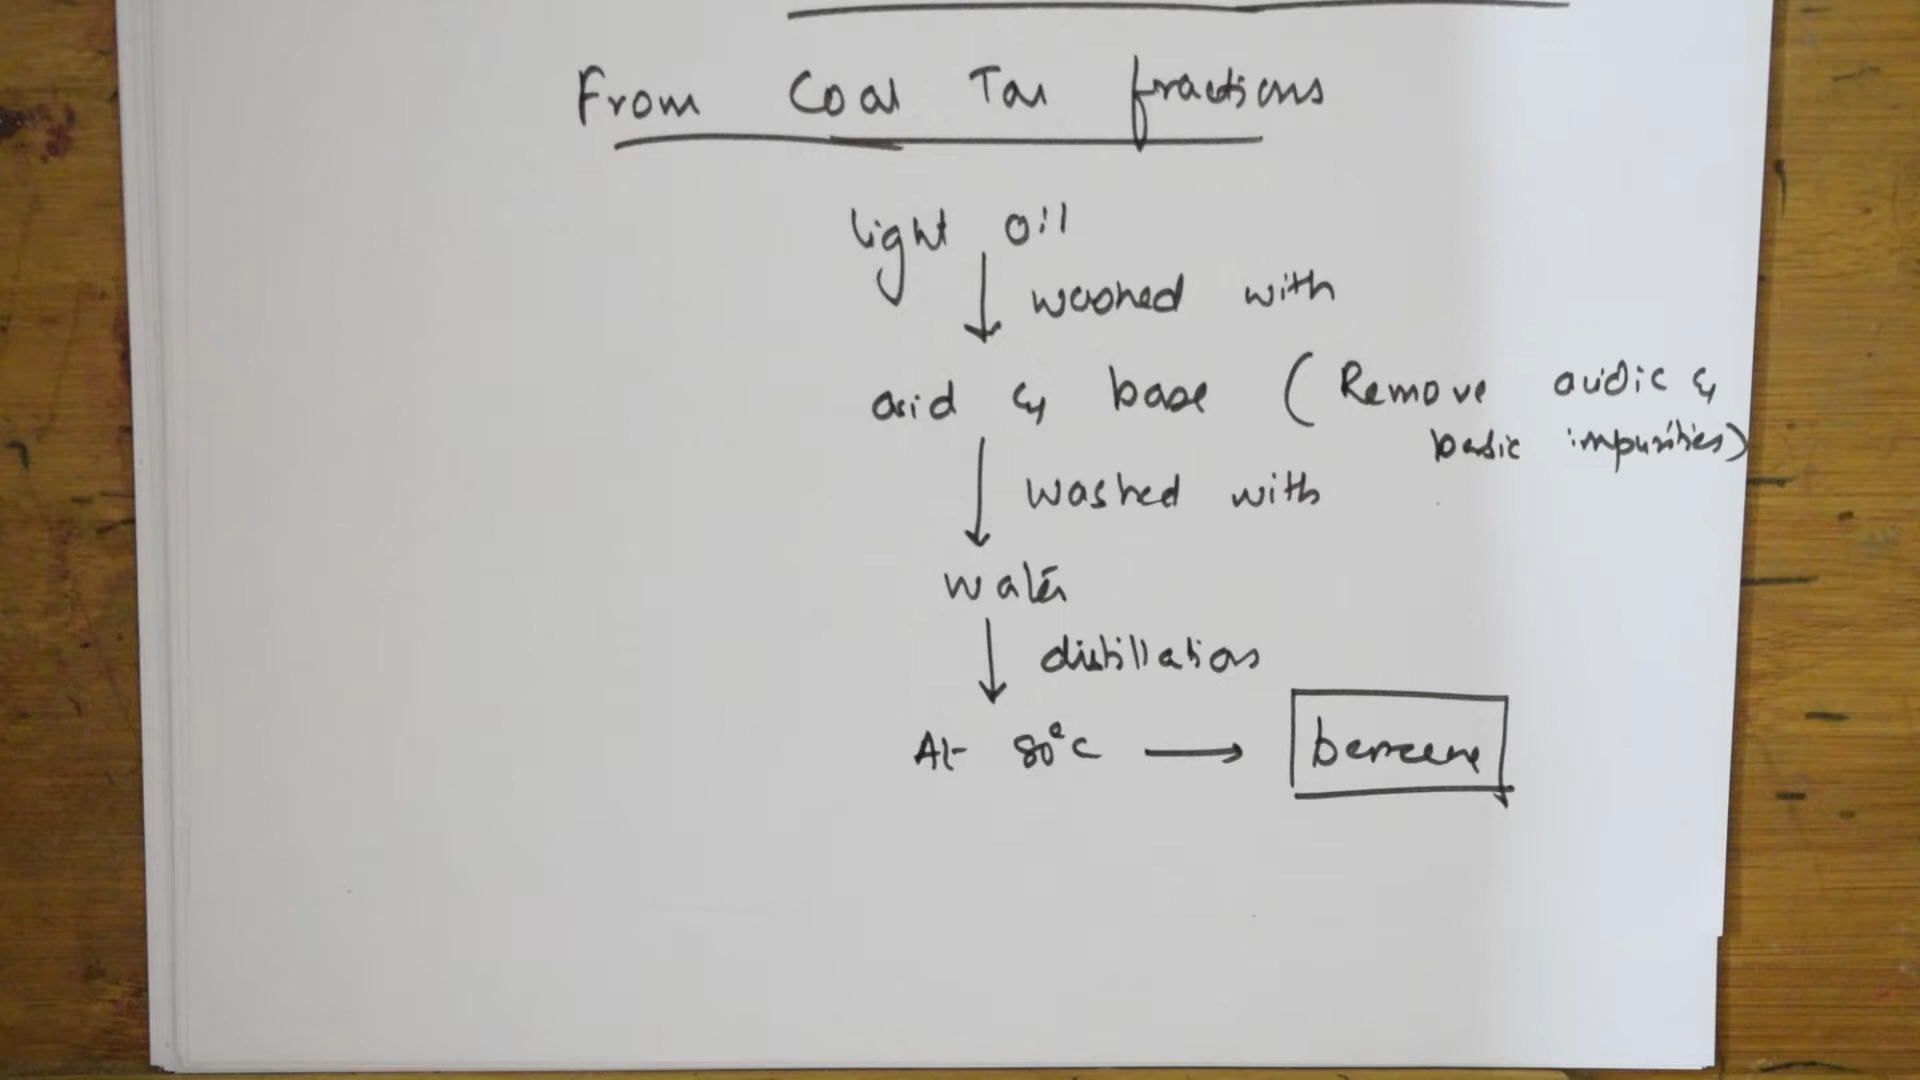 From Coal Tar fractions
light oil
washed with
acid & base (Remove acidic &
basic impurities)
washed with
water
distillation
At 80°C → benzene